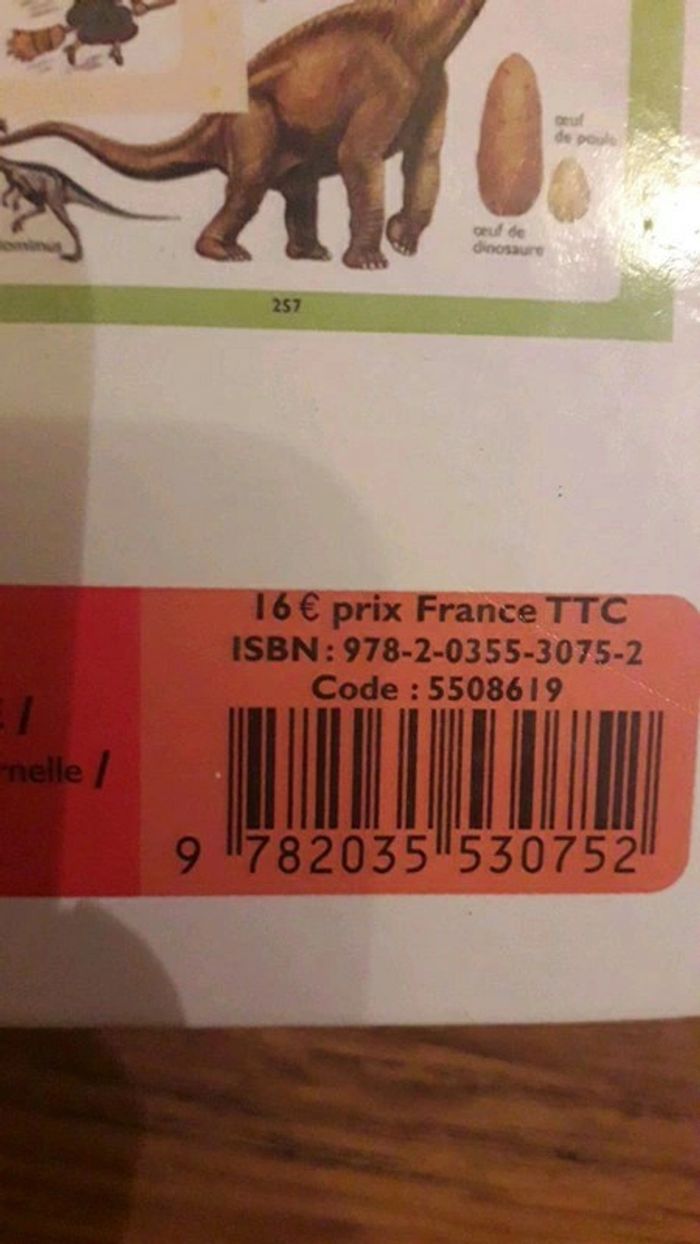 œuf
de poule
œuf de
dinosaure
257
16 € prix France TTC
ISBN : 978-2-0355-3075-2
Code : 5508619
/
nelle /
9 782035 530752